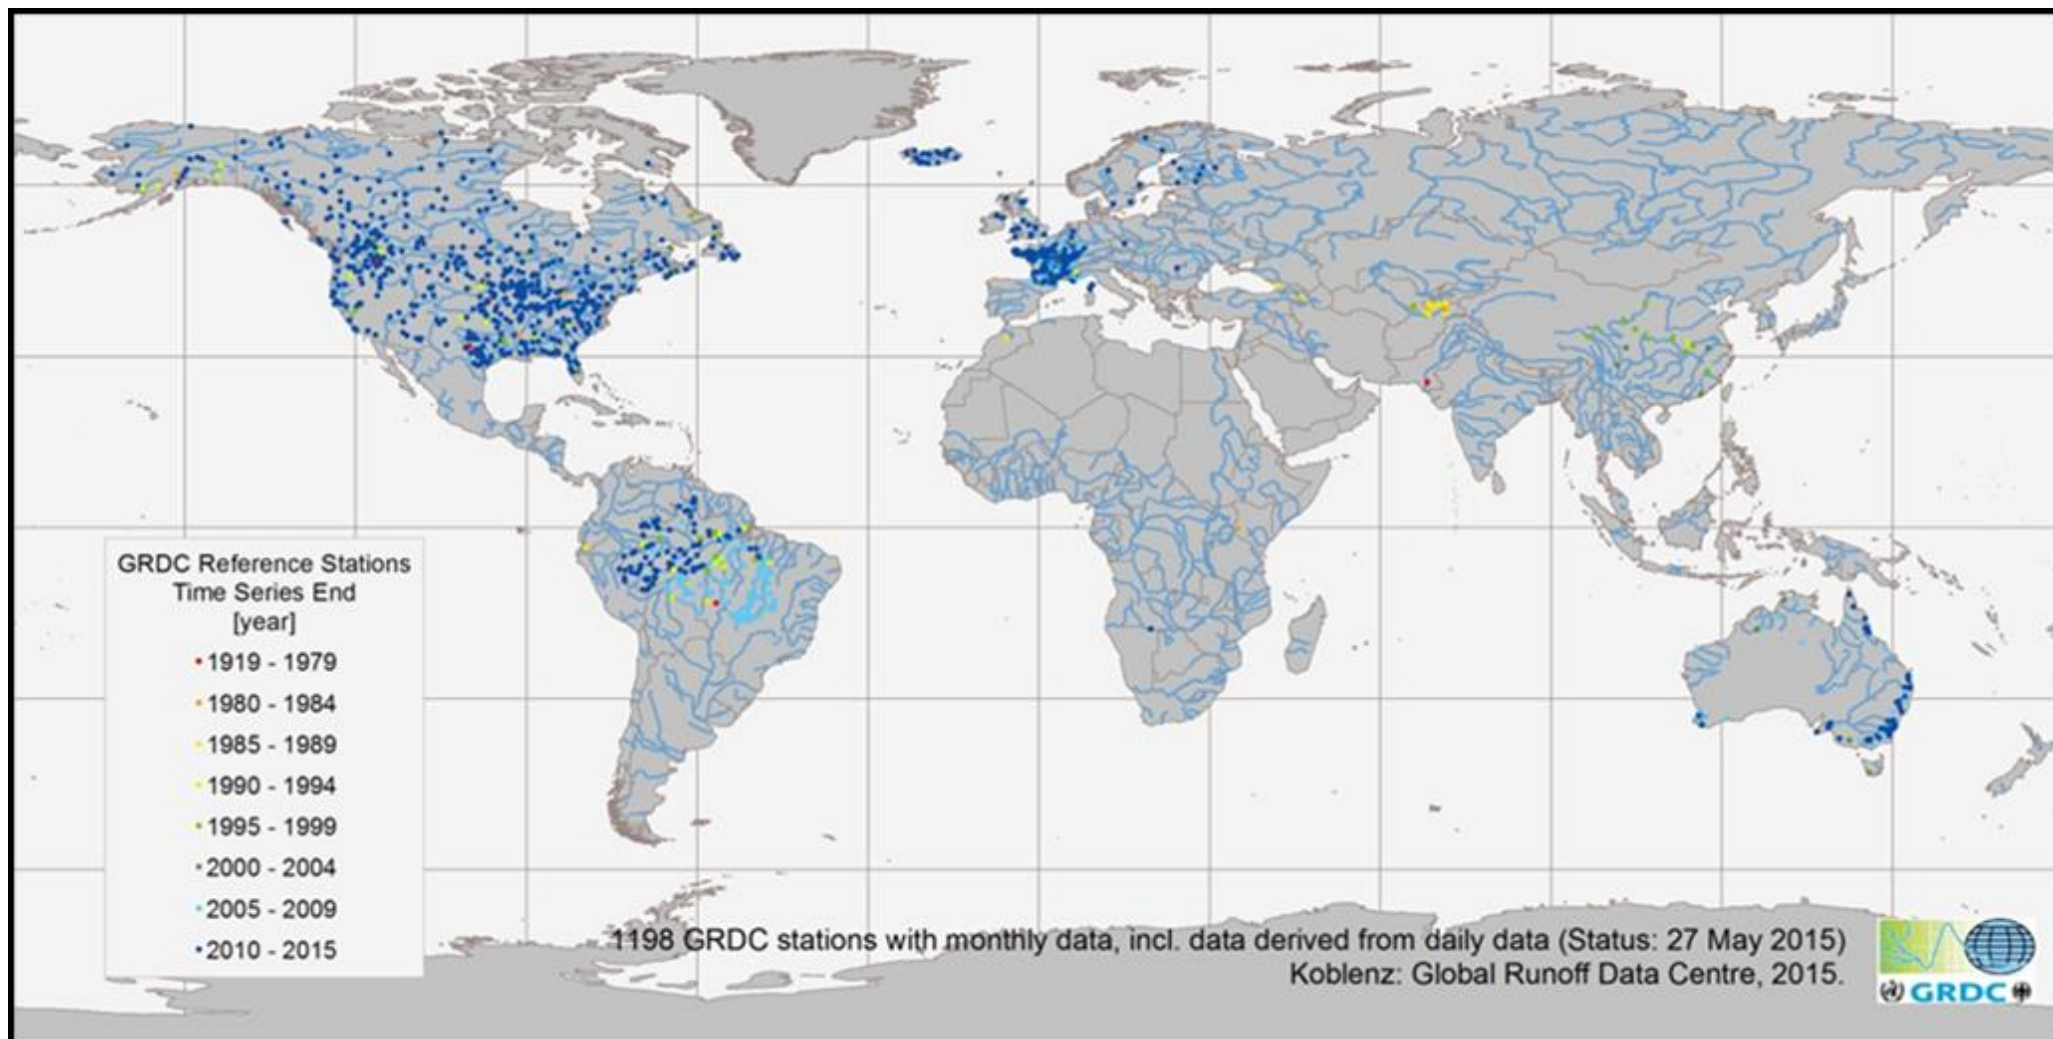 GRDC Reference Stations
Time Series End
[year]
1919 - 1979
1980 - 1984
1985 - 1989
1990 - 1994
1995 - 1999
2000 - 2004
2005 - 2009
2010 - 2015
1198 GRDC stations with monthly data, incl. data derived from daily data (Status: 27 May 2015)
Koblenz: Global Runoff Data Centre, 2015.
GRDC